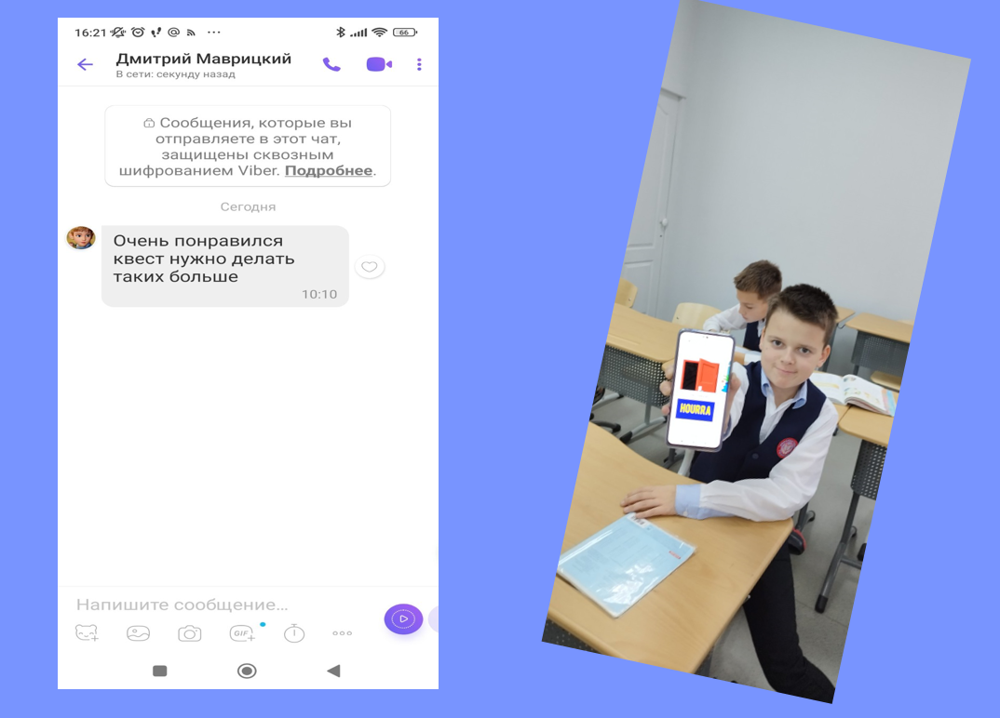 16:21
66
Дмитрий Маврицкий
В сети: секунду назад
Сообщения, которые вы
отправляете в этот чат,
защищены сквозным
шифрованием Viber. Подробнее.
Сегодня
Очень понравился
квест нужно делать
таких больше
10:10
Напишите сообщение...
GIF
HOURRA